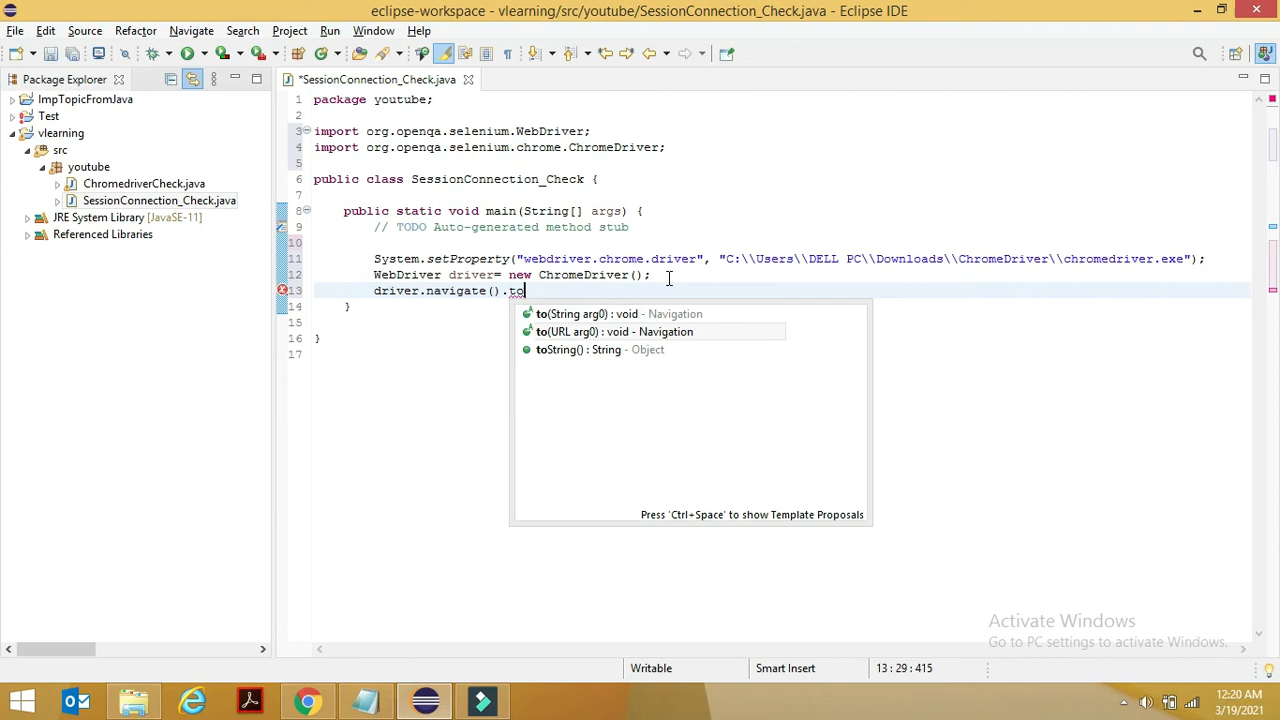 eclipse-workspace - vlearning/src/youtube/SessionConnection_Check.java - Eclipse IDE
File Edit Source Refactor Navigate Search Project Run Window Help
Package Explorer
*SessionConnection_Check.java
ImpTopicFromJava
Test
vlearning
src
youtube
ChromedriverCheck.java
SessionConnection_Check.java
JRE System Library [JavaSE-11]
Referenced Libraries
1 package youtube;
2
3 import org.openqa.selenium.WebDriver;
4 import org.openqa.selenium.chrome.ChromeDriver;
5
6 public class SessionConnection_Check {
7
8 public static void main(String[] args) {
9 // TODO Auto-generated method stub
10
11 System.setProperty("webdriver.chrome.driver", "C:\\Users\\DELL PC\\Downloads\\ChromeDriver\\chromedriver.exe");
12 WebDriver driver= new ChromeDriver();
13 driver.navigate().to
14 }
15
16 }
17
to(String arg0) : void - Navigation
to(URL arg0) : void - Navigation
toString() : String - Object
Press 'Ctrl+Space' to show Template Proposals
Activate Windows
Go to PC settings to activate Windows.
Writable Smart Insert 13 : 29 : 415
12:20 AM
3/19/2021